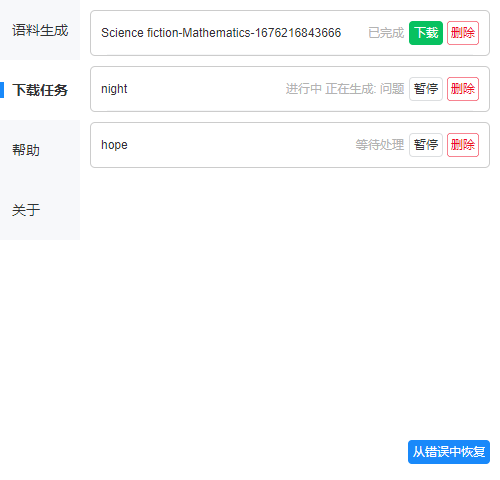 语料生成
下载任务
帮助
关于
Science fiction-Mathematics-1676216843666 已完成 下载 删除
night 进行中 正在生成: 问题 暂停 删除
hope 等待处理 暂停 删除
从错误中恢复